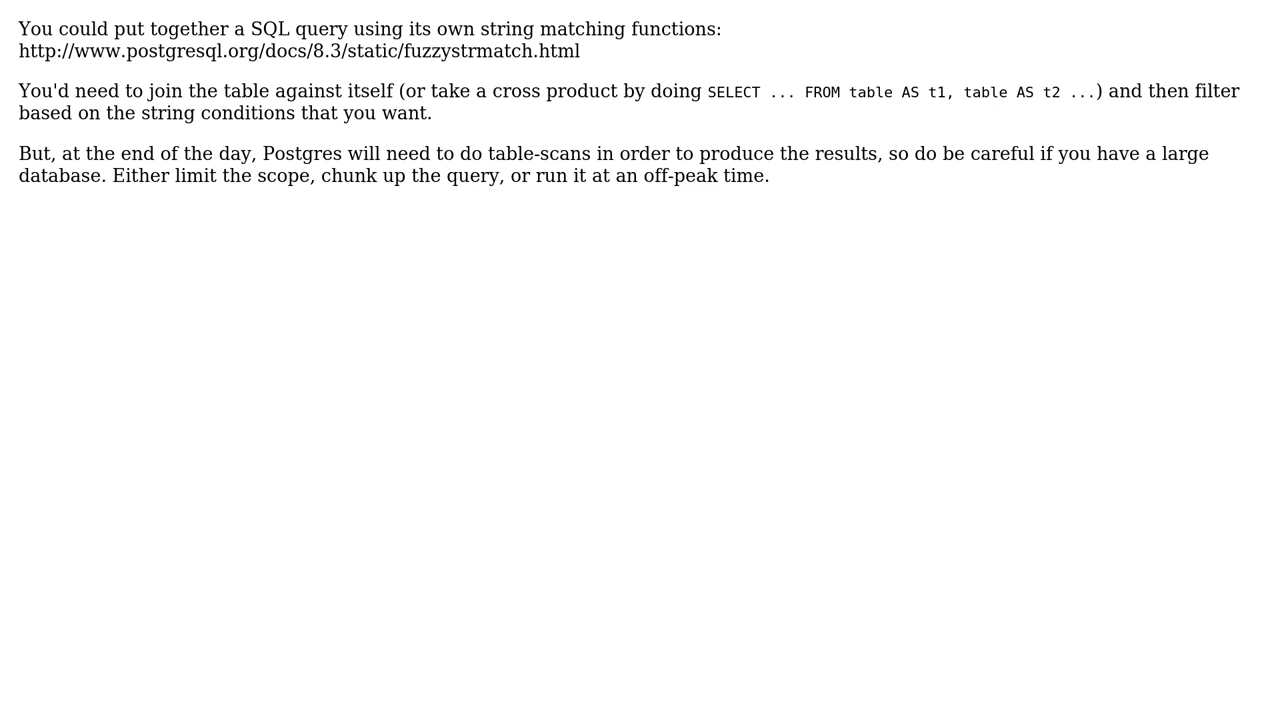 You could put together a SQL query using its own string matching functions:
http://www.postgresql.org/docs/8.3/static/fuzzystrmatch.html
You'd need to join the table against itself (or take a cross product by doing SELECT ... FROM table AS t1, table AS t2 ...) and then filter
based on the string conditions that you want.
But, at the end of the day, Postgres will need to do table-scans in order to produce the results, so do be careful if you have a large
database. Either limit the scope, chunk up the query, or run it at an off-peak time.